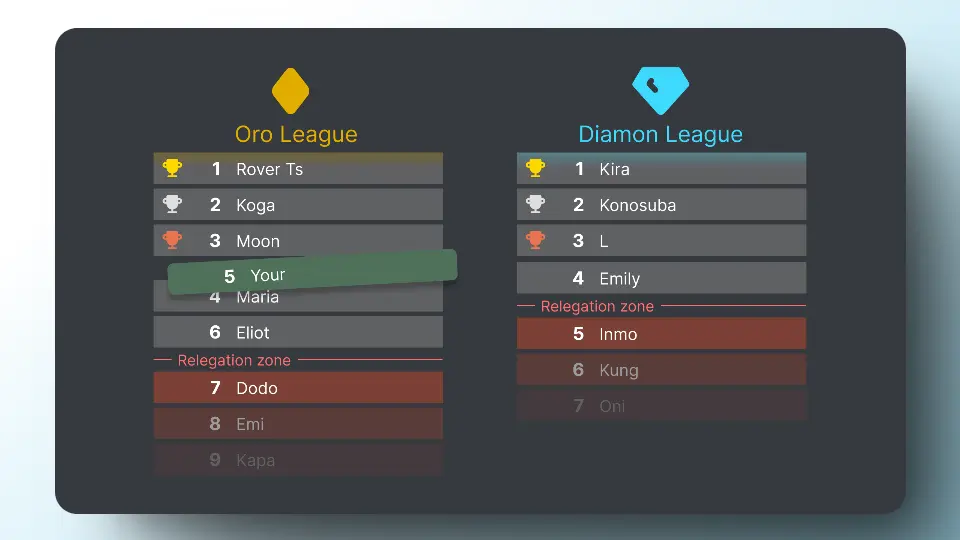 Oro League
1 Rover Ts
2 Koga
3 Moon
5 Your
4 Maria
6 Eliot
Relegation zone
7 Dodo
8 Emi
9 Kapa
Diamon League
1 Kira
2 Konosuba
3 L
4 Emily
Relegation zone
5 Inmo
6 Kung
7 Oni